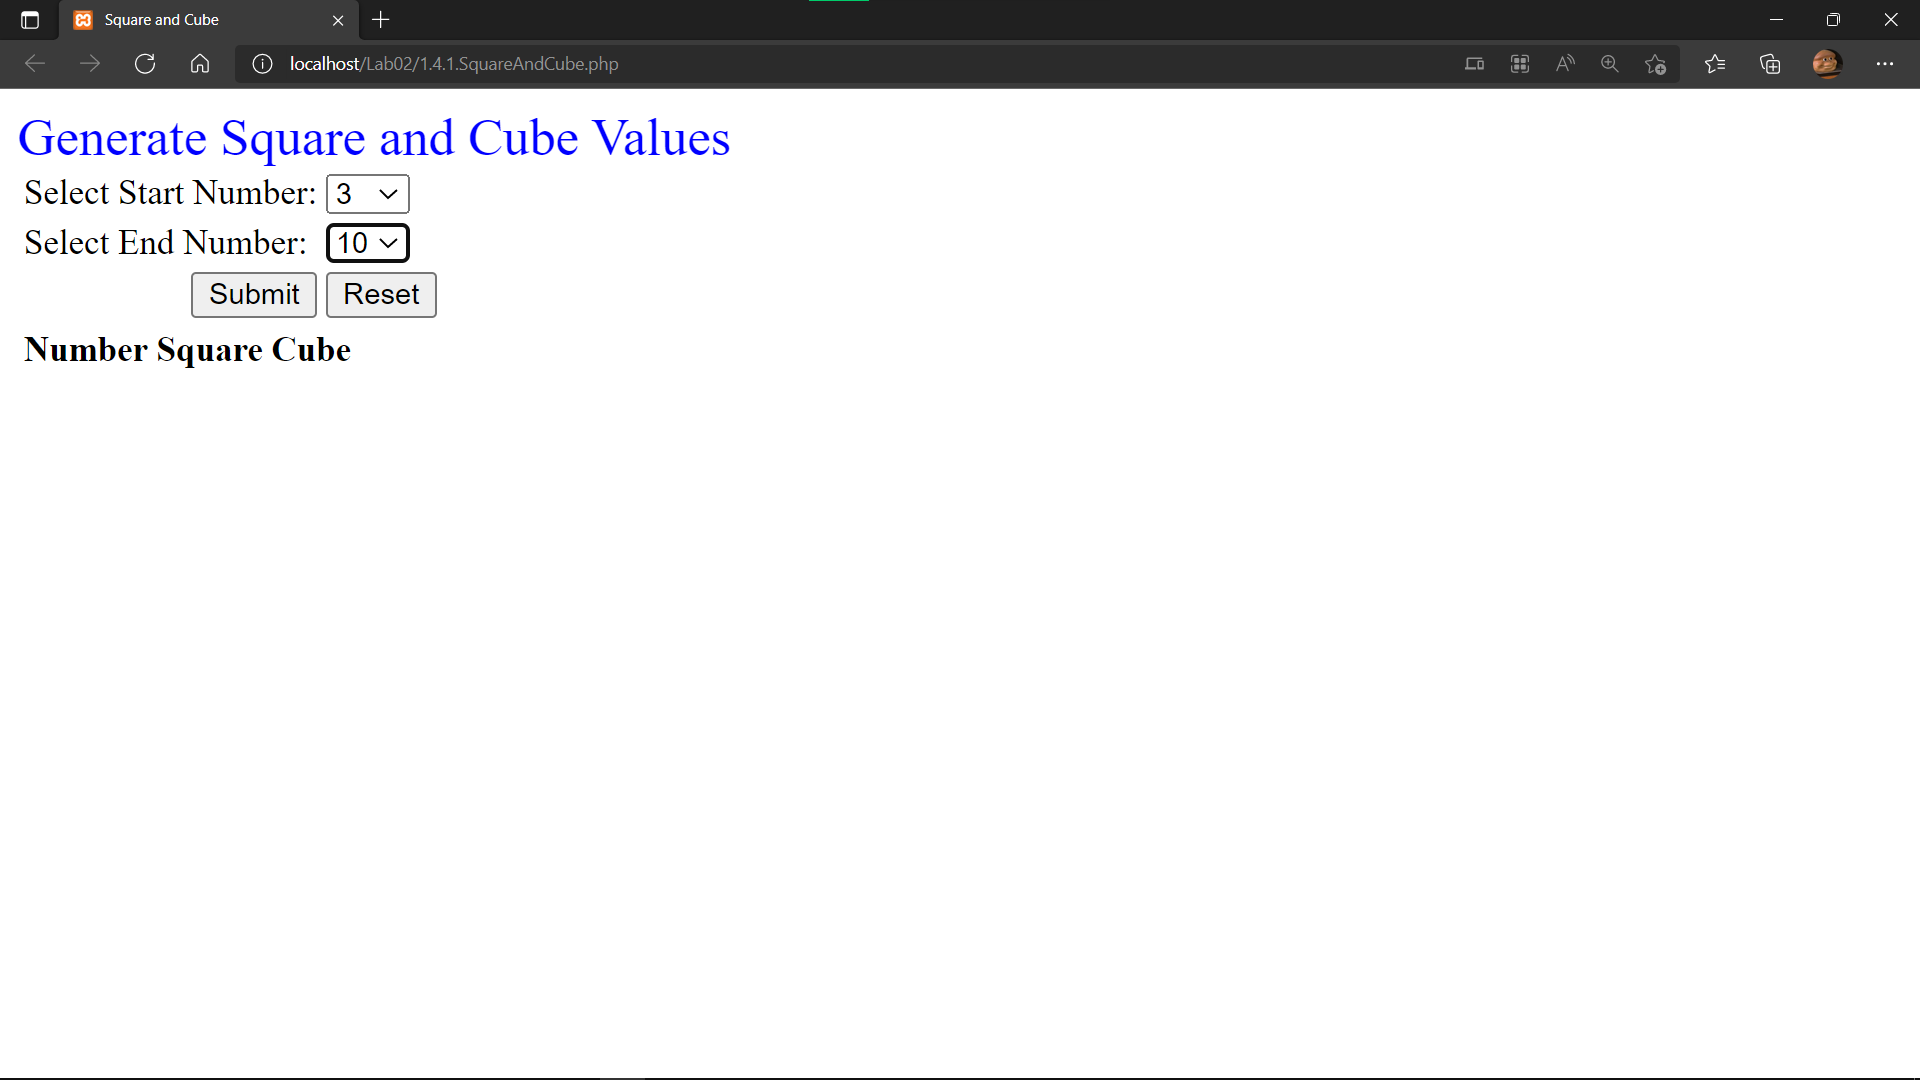 Square and Cube
localhost/Lab02/1.4.1.SquareAndCube.php
Generate Square and Cube Values
Select Start Number: 3
Select End Number: 10
Submit Reset
Number Square Cube